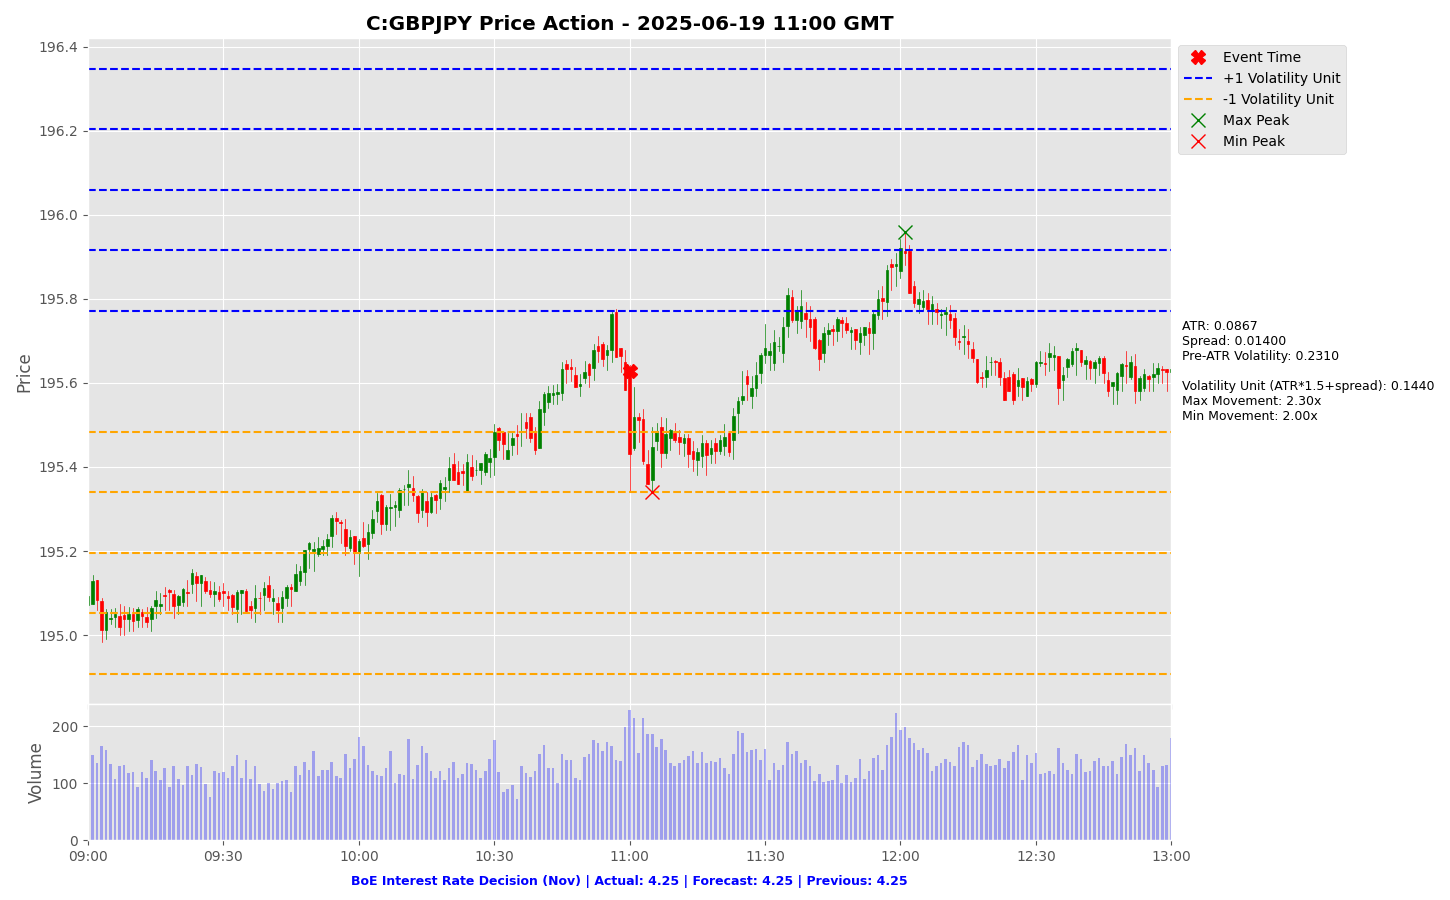 C:GBPJPY Price Action - 2025-06-19 11:00 GMT
196.4
196.2
196.0
195.8
195.6
195.4
195.2
195.0
Price
Event Time
+1 Volatility Unit
-1 Volatility Unit
Max Peak
Min Peak
ATR: 0.0867
Spread: 0.01400
Pre-ATR Volatility: 0.2310
Volatility Unit (ATR*1.5+spread): 0.1440
Max Movement: 2.30x
Min Movement: 2.00x
200
100
0
Volume
09:00 09:30 10:00 10:30 11:00 11:30 12:00 12:30 13:00
BoE Interest Rate Decision (Nov) | Actual: 4.25 | Forecast: 4.25 | Previous: 4.25